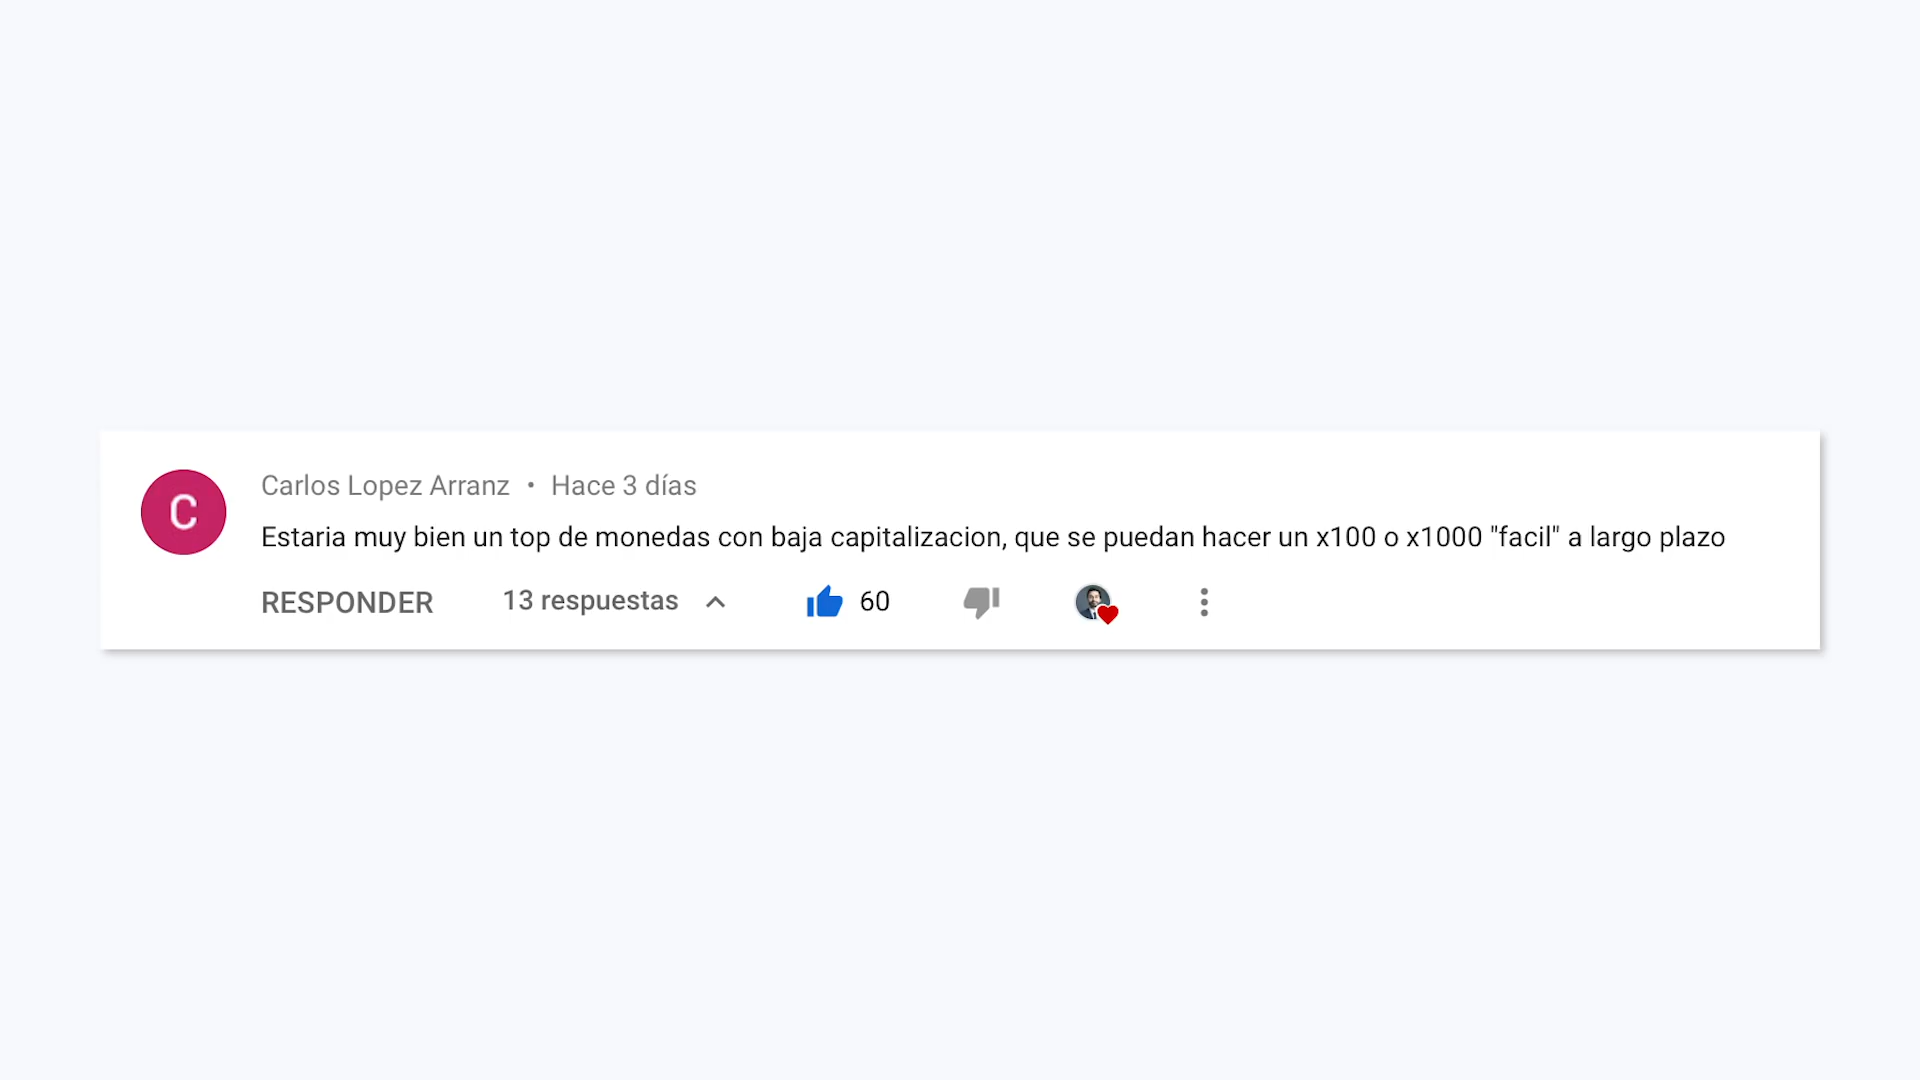 C
Carlos Lopez Arranz • Hace 3 días
Estaria muy bien un top de monedas con baja capitalizacion, que se puedan hacer un x100 o x1000 "facil" a largo plazo
RESPONDER 13 respuestas 60